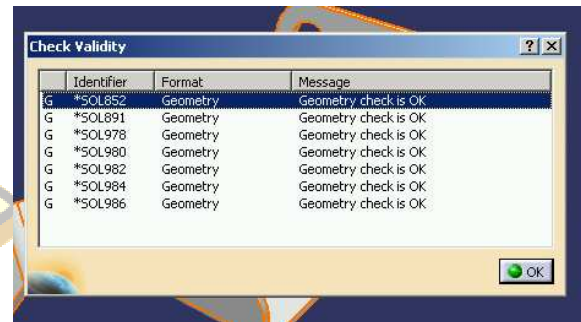 Check Validity ? X
Identifier Format Message
G *SOL852 Geometry Geometry check is OK
G *SOL891 Geometry Geometry check is OK
G *SOL978 Geometry Geometry check is OK
G *SOL980 Geometry Geometry check is OK
G *SOL982 Geometry Geometry check is OK
G *SOL984 Geometry Geometry check is OK
G *SOL986 Geometry Geometry check is OK
OK